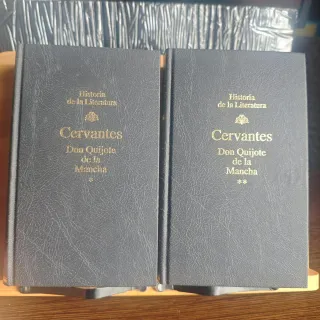 Historia
de la Literatura
Cervantes
Don Quijote
de la
Mancha
*
Historia
de la Literatura
Cervantes
Don Quijote
de la
Mancha
**